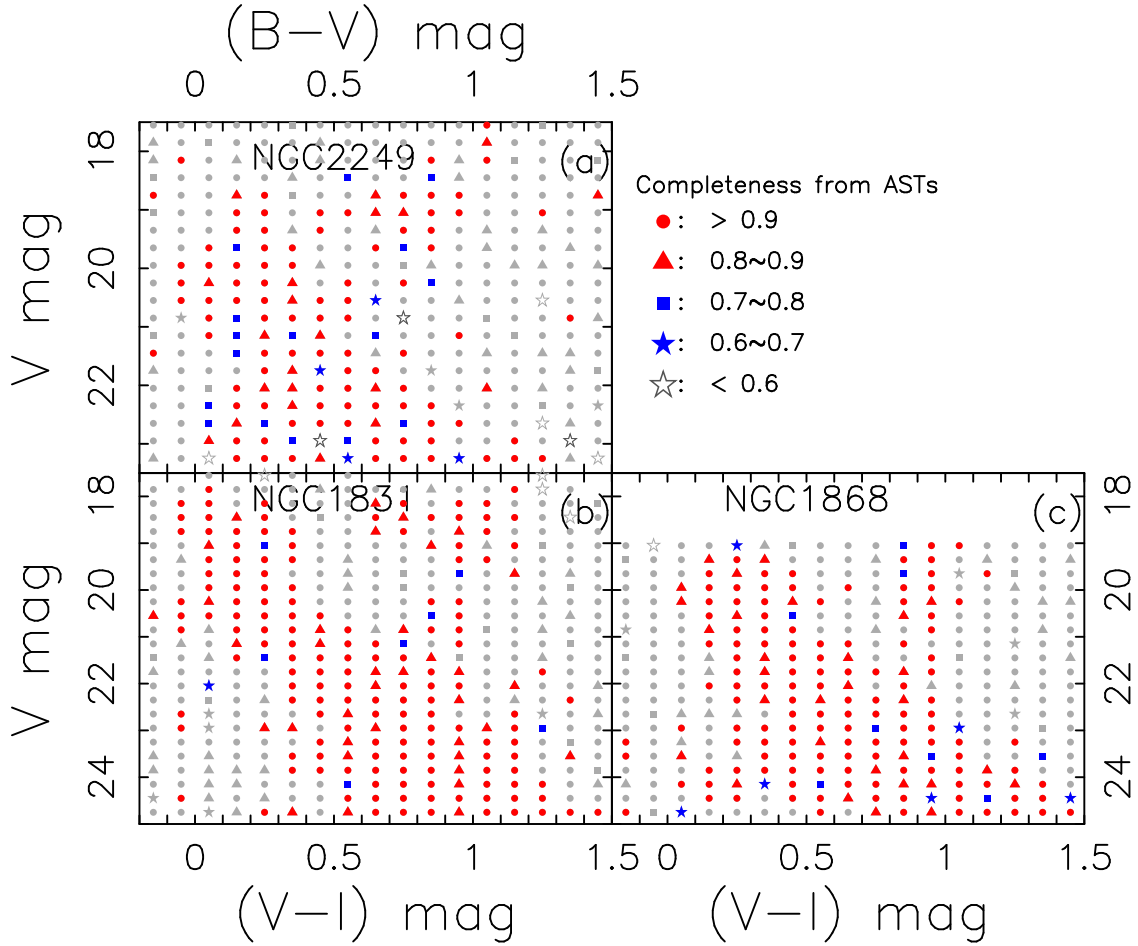 (B−V) mag
0 0.5 1 1.5
18
20
22
V mag
NGC2249
(a)
Completeness from ASTs
: > 0.9
: 0.8~0.9
: 0.7~0.8
: 0.6~0.7
: < 0.6
18
20
22
24
V mag
NGC1831
(b)
NGC1868
(c)
18
20
22
24
0 0.5 1 1.5 0 0.5 1 1.5
(V−I) mag
(V−I) mag